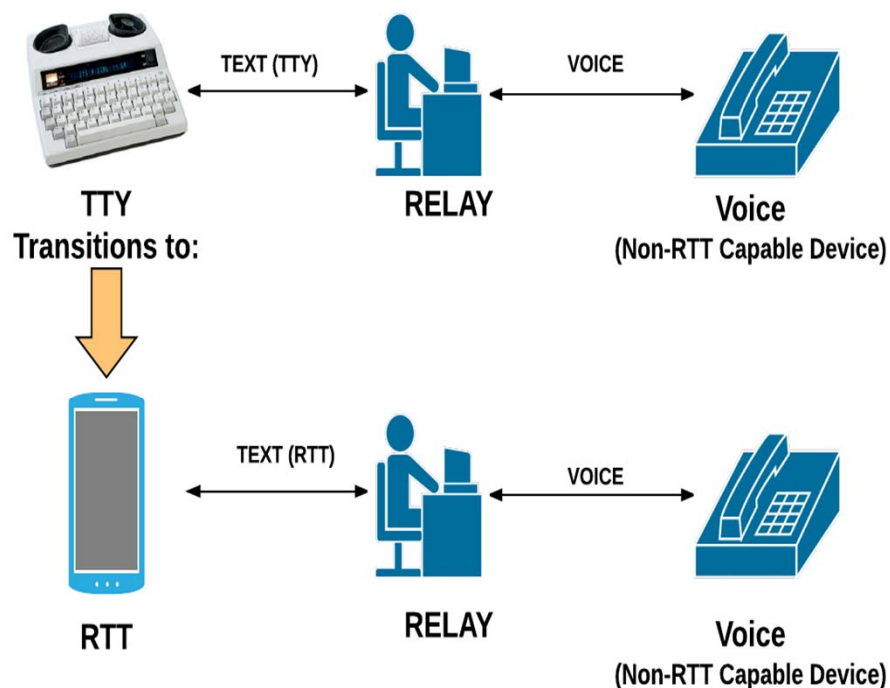 TEXT (TTY)
VOICE
TTY
RELAY
Voice
Transitions to:
(Non-RTT Capable Device)
TEXT (RTT)
VOICE
RTT
RELAY
Voice
(Non-RTT Capable Device)